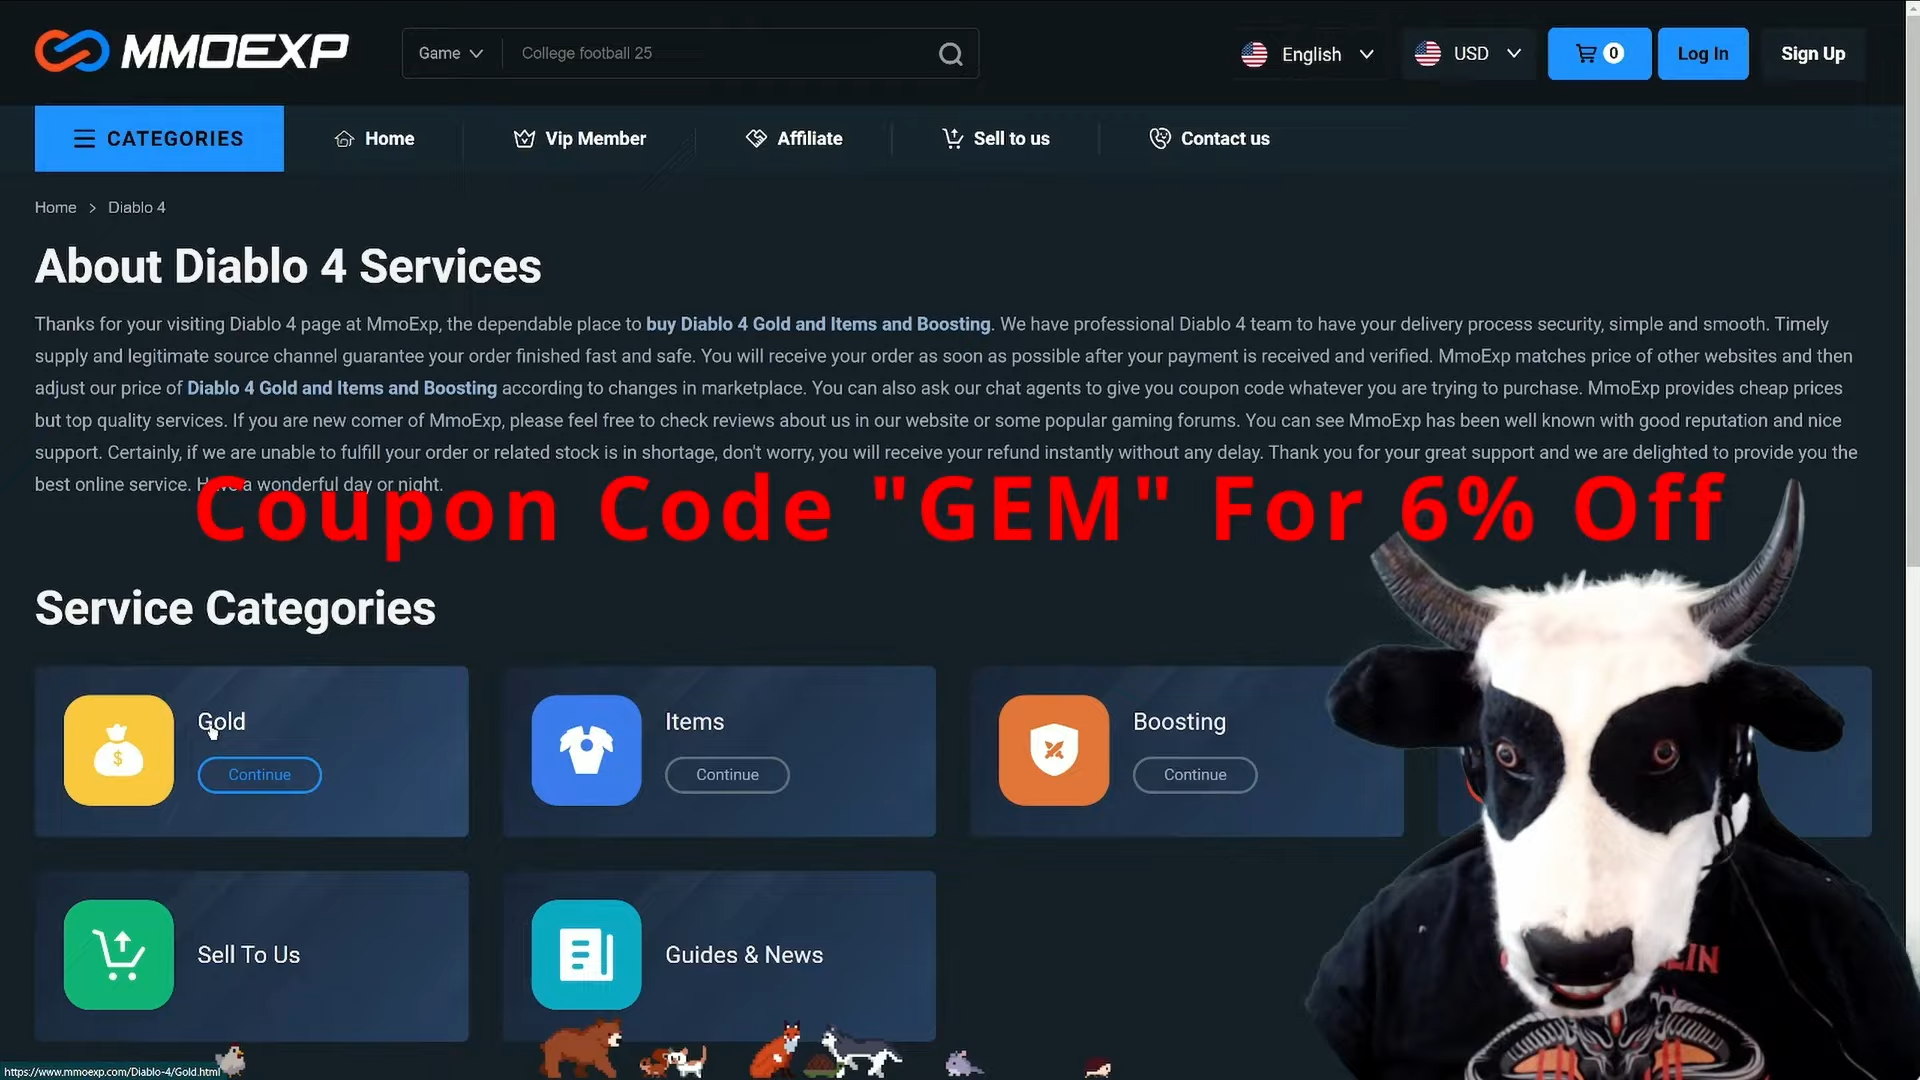 MMOEXP
Game
College football 25
English
USD
0
Log In
Sign Up
CATEGORIES
Home
Vip Member
Affiliate
Sell to us
Contact us
Home > Diablo 4
About Diablo 4 Services
Thanks for your visiting Diablo 4 page at MmoExp, the dependable place to buy Diablo 4 Gold and Items and Boosting. We have professional Diablo 4 team to have your delivery process security, simple and smooth. Timely
supply and legitimate source channel guarantee your order finished fast and safe. You will receive your order as soon as possible after your payment is received and verified. MmoExp matches price of other websites and then
adjust our price of Diablo 4 Gold and Items and Boosting according to changes in marketplace. You can also ask our chat agents to give you coupon code whatever you are trying to purchase. MmoExp provides cheap prices
but top quality services. If you are new comer of MmoExp, please feel free to check reviews about us in our website or some popular gaming forums. You can see MmoExp has been well known with good reputation and nice
support. Certainly, if we are unable to fulfill your order or related stock is in shortage, don't worry, you will receive your refund instantly without any delay. Thank you for your great support and we are delighted to provide you the
best online service. Have a wonderful day or night.
Coupon Code "GEM" For 6% Off
Service Categories
Gold
Continue
Items
Continue
Boosting
Continue
Sell To Us
Guides & News
https://www.mmoexp.com/Diablo-4/Gold.html